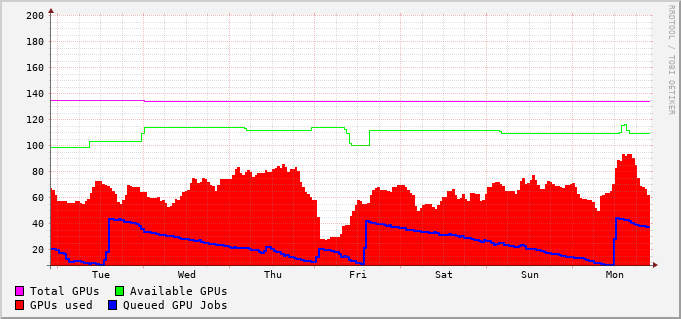 200
180
160
140
120
100
80
60
40
20
Tue Wed Thu Fri Sat Sun Mon
Total GPUs Available GPUs
GPUs used Queued GPU Jobs
RRDTOOL / TOBI OETIKER